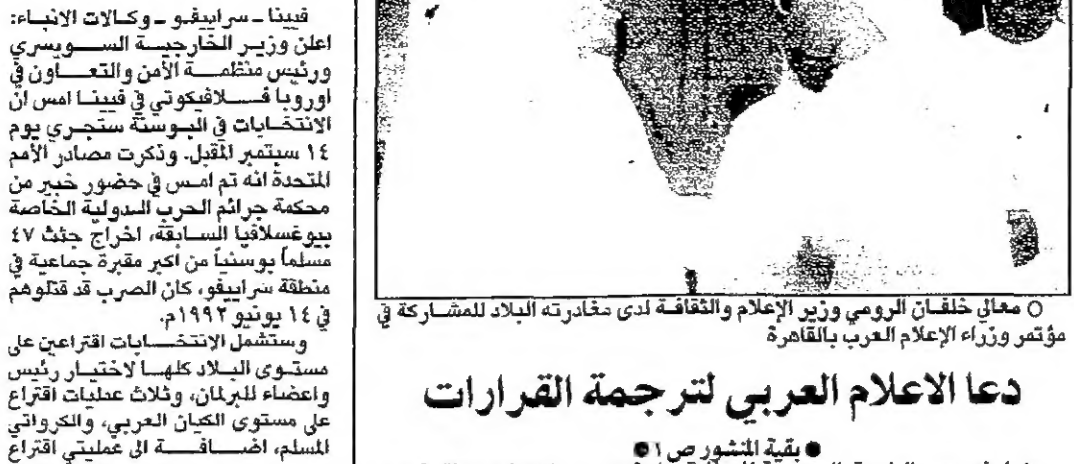 فيينا ـ سراييفو ـ وكالات الانباء:
اعلن وزير الخارجية السويسري
ورئيس منظمة الأمن والتعاون في
اوروبا فلافيكوتي في فيينا امس ان
الانتخابات في البوسنة ستجري يوم
١٤ سبتمبر المقبل. وذكرت مصادر الأمم
المتحدة انه تم امس في حضور خبير من
محكمة جرائم الحرب الدولية الخاصة
بيوغسلافيا السابقة، اخراج جثث ٤٧
مسلماً بوسنياً من اكبر مقبرة جماعية في
منطقة سراييفو، كان الصرب قد قتلوهم
في ١٤ يونيو ١٩٩٢م.
وستشمل الانتخابات اقتراعين على
مستوى البلاد كلها لاختيار رئيس
واعضاء للبرلمان، وثلاث عمليات اقتراع
على مستوى الكيان العربي، والكرواتي
المسلم، اضافة الى عمليتي اقتراع
○ معالي خلفان الرومي وزير الإعلام والثقافة لدى مغادرته البلاد للمشاركة في
مؤتمر وزراء الإعلام العرب بالقاهرة
دعا الاعلام العربي لترجمة القرارات
● بقية المنشور ص ١ ●